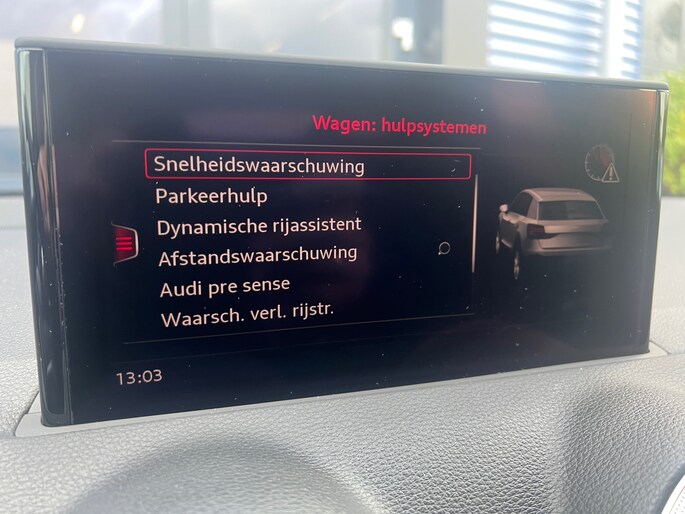 Wagen: hulpsystemen
Snelheidswaarschuwing
Parkeerhulp
Dynamische rijassistent
Afstandswaarschuwing
Audi pre sense
Waarsch. verl. rijstr.
13:03